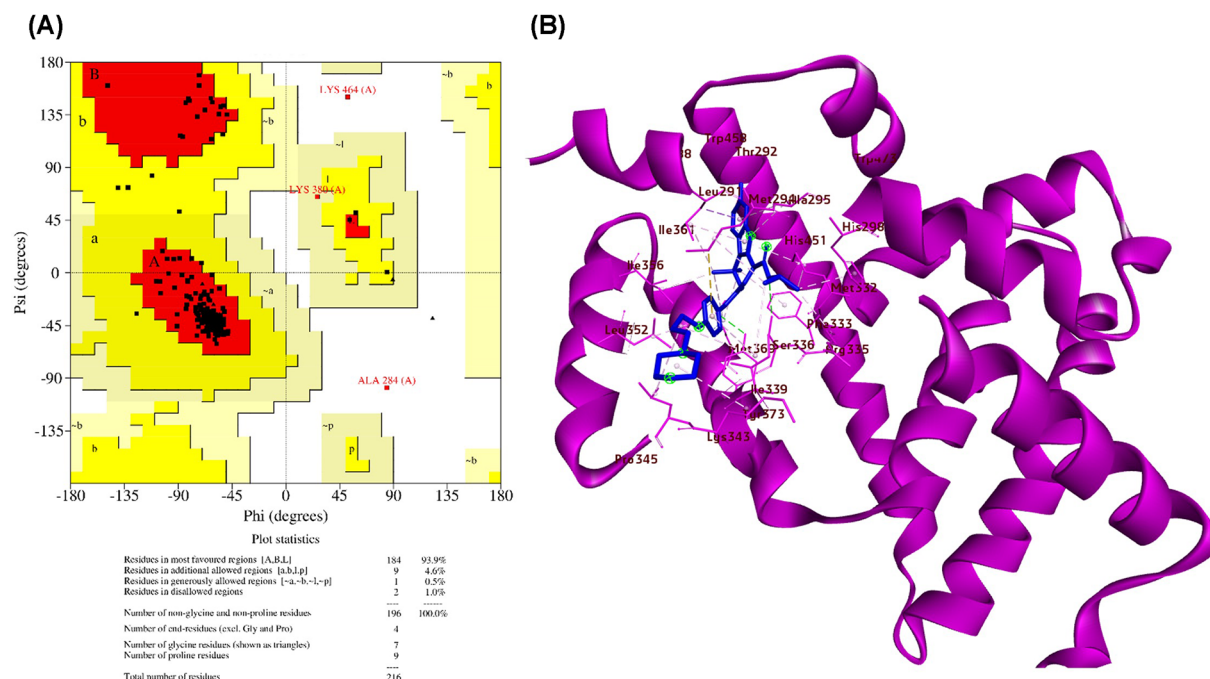 (A)
(B)
180
135
90
45
0
-45
-90
-135
-180
-135
-90
-45
0
45
90
135
180
Psi (degrees)
Phi (degrees)
B
b
~b
~b
b
LYS 464 (A)
~l
l
LYS 380 (A)
a
A
~a
ALA 284 (A)
~b
b
~p
p
~b
Plot statistics
Residues in most favoured regions [A,B,L] 184 93.9%
Residues in additional allowed regions [a,b,l,p] 9 4.6%
Residues in generously allowed regions [~a,~b,~l,~p] 1 0.5%
Residues in disallowed regions 2 1.0%
---- ------
Number of non-glycine and non-proline residues 196 100.0%
Number of end-residues (excl. Gly and Pro) 4
Number of glycine residues (shown as triangles) 7
Number of proline residues 9
----
Total number of residues 216
Trp458
Thr292
Leu291
Met294
Ala295
Ile361
His451
His298
Ile356
Met332
Leu352
Phe333
Met369
Ser336
Arg335
Ile339
Lys343
Pro345